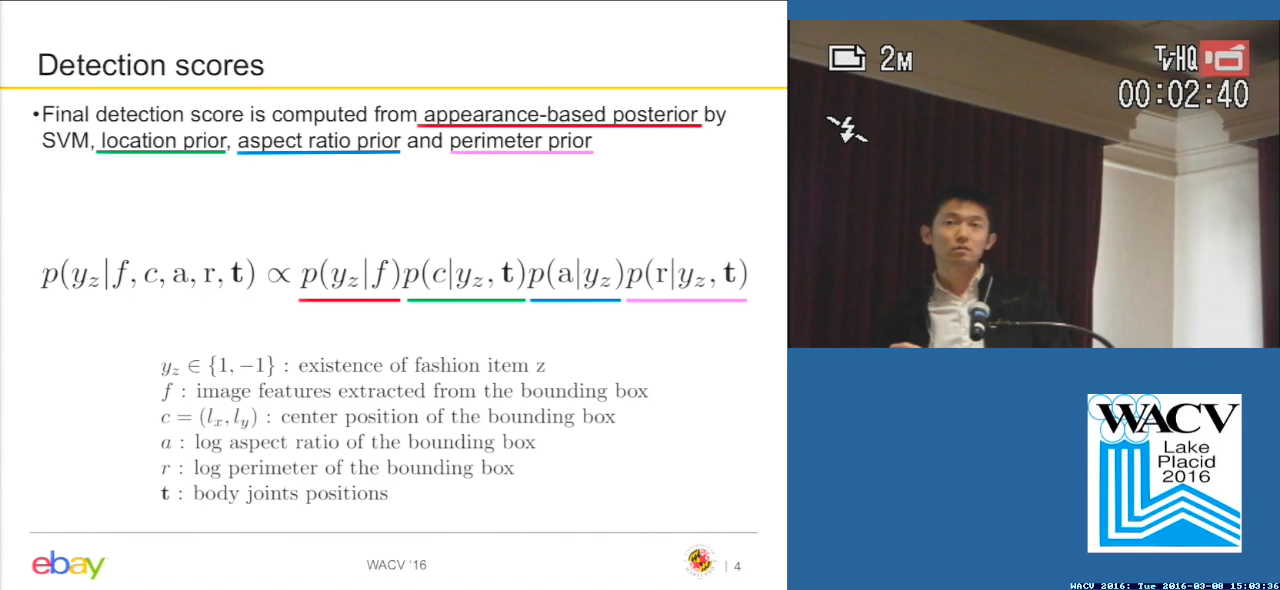 Detection scores
•Final detection score is computed from appearance-based posterior by
SVM, location prior, aspect ratio prior and perimeter prior
p(y_z|f, c, a, r, t) ∝ p(y_z|f)p(c|y_z, t)p(a|y_z)p(r|y_z, t)
y_z ∈ {1, −1} : existence of fashion item z
f : image features extracted from the bounding box
c = (l_x, l_y) : center position of the bounding box
a : log aspect ratio of the bounding box
r : log perimeter of the bounding box
t : body joints positions
ebay
WACV '16
| 4
2M
Tv-HQ
00:02:40
WACV
Lake
Placid
2016
WACV 2016: Tue 2016-03-08 15:03:36